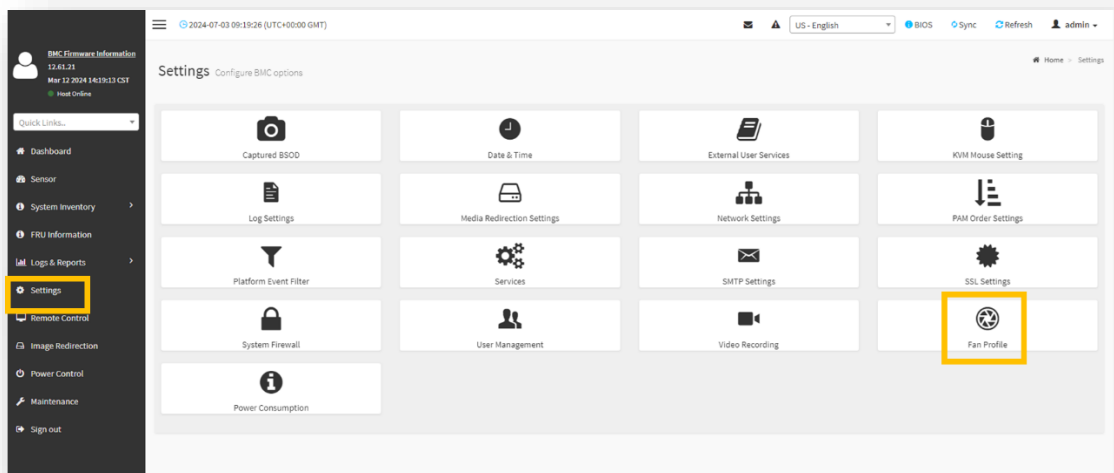 2024-07-03 09:19:26 (UTC+00:00 GMT)
US - English
BIOS
Sync
Refresh
admin
BMC Firmware Information
12.61.21
Mar 12 2024 14:19:13 CST
Host Online
Quick Links..
Dashboard
Sensor
System Inventory
FRU Information
Logs & Reports
Settings
Remote Control
Image Redirection
Power Control
Maintenance
Sign out
Settings Configure BMC options
Home > Settings
Captured BSOD
Date & Time
External User Services
KVM Mouse Setting
Log Settings
Media Redirection Settings
Network Settings
PAM Order Settings
Platform Event Filter
Services
SMTP Settings
SSL Settings
System Firewall
User Management
Video Recording
Fan Profile
Power Consumption